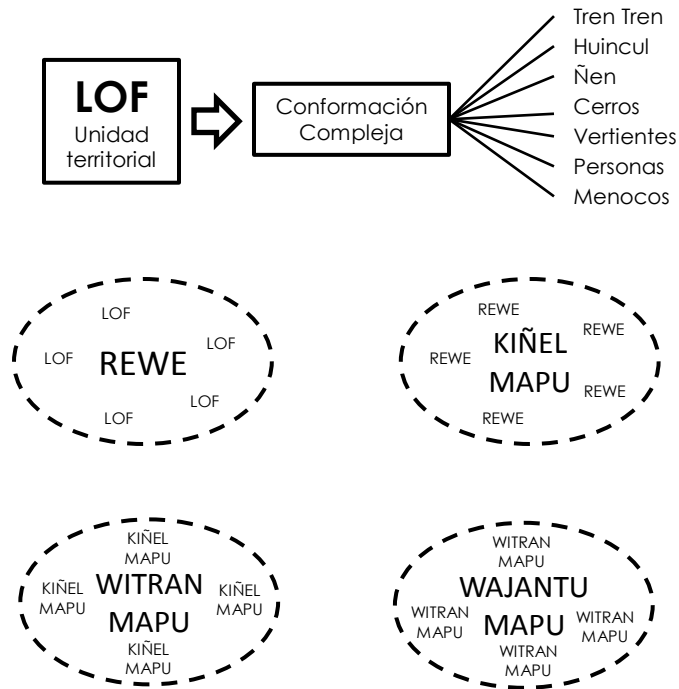 LOF
Unidad
territorial
Conformación
Compleja
Tren Tren
Huincul
Ñen
Cerros
Vertientes
Personas
Menocos
LOF
LOF
LOF
REWE
LOF
LOF
REWE
REWE
REWE
KIÑEL
MAPU
REWE
REWE
KIÑEL
MAPU
KIÑEL
MAPU
WITRAN
MAPU
KIÑEL
MAPU
KIÑEL
MAPU
WITRAN
MAPU
WAJANTU
MAPU
WITRAN
MAPU
WITRAN
MAPU
WITRAN
MAPU